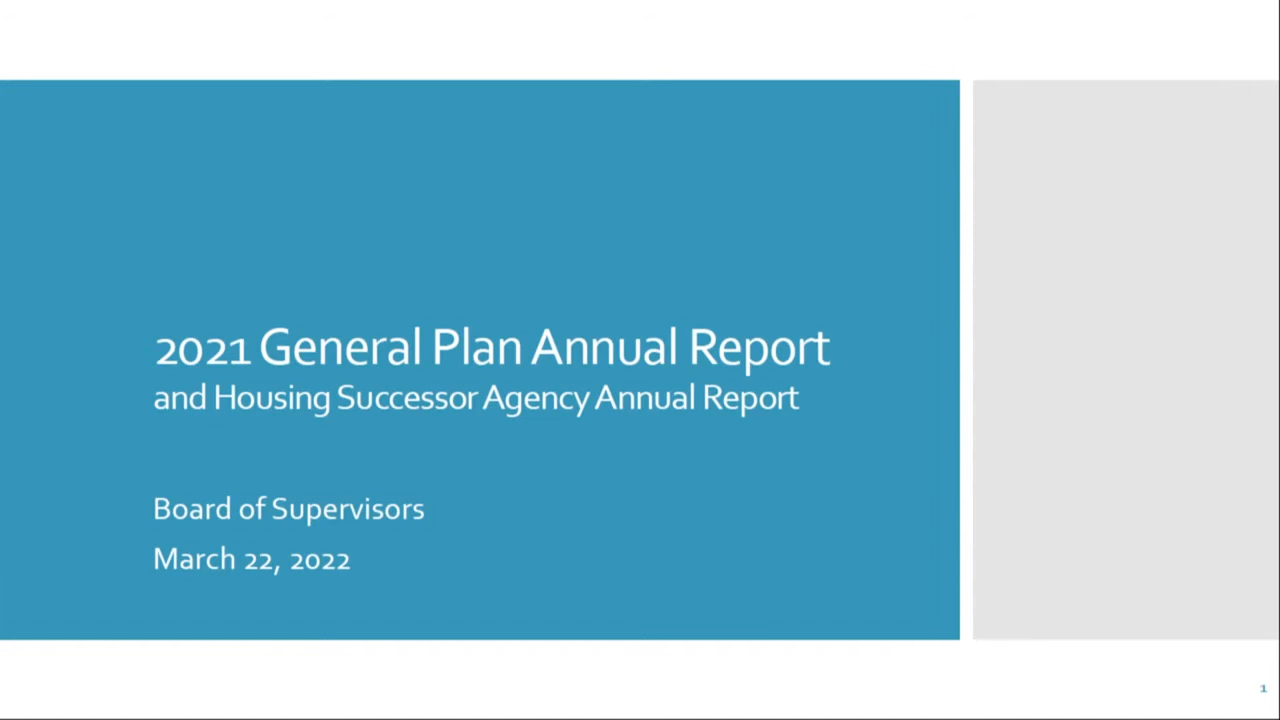 2021 General Plan Annual Report
and Housing Successor Agency Annual Report
Board of Supervisors
March 22, 2022
1